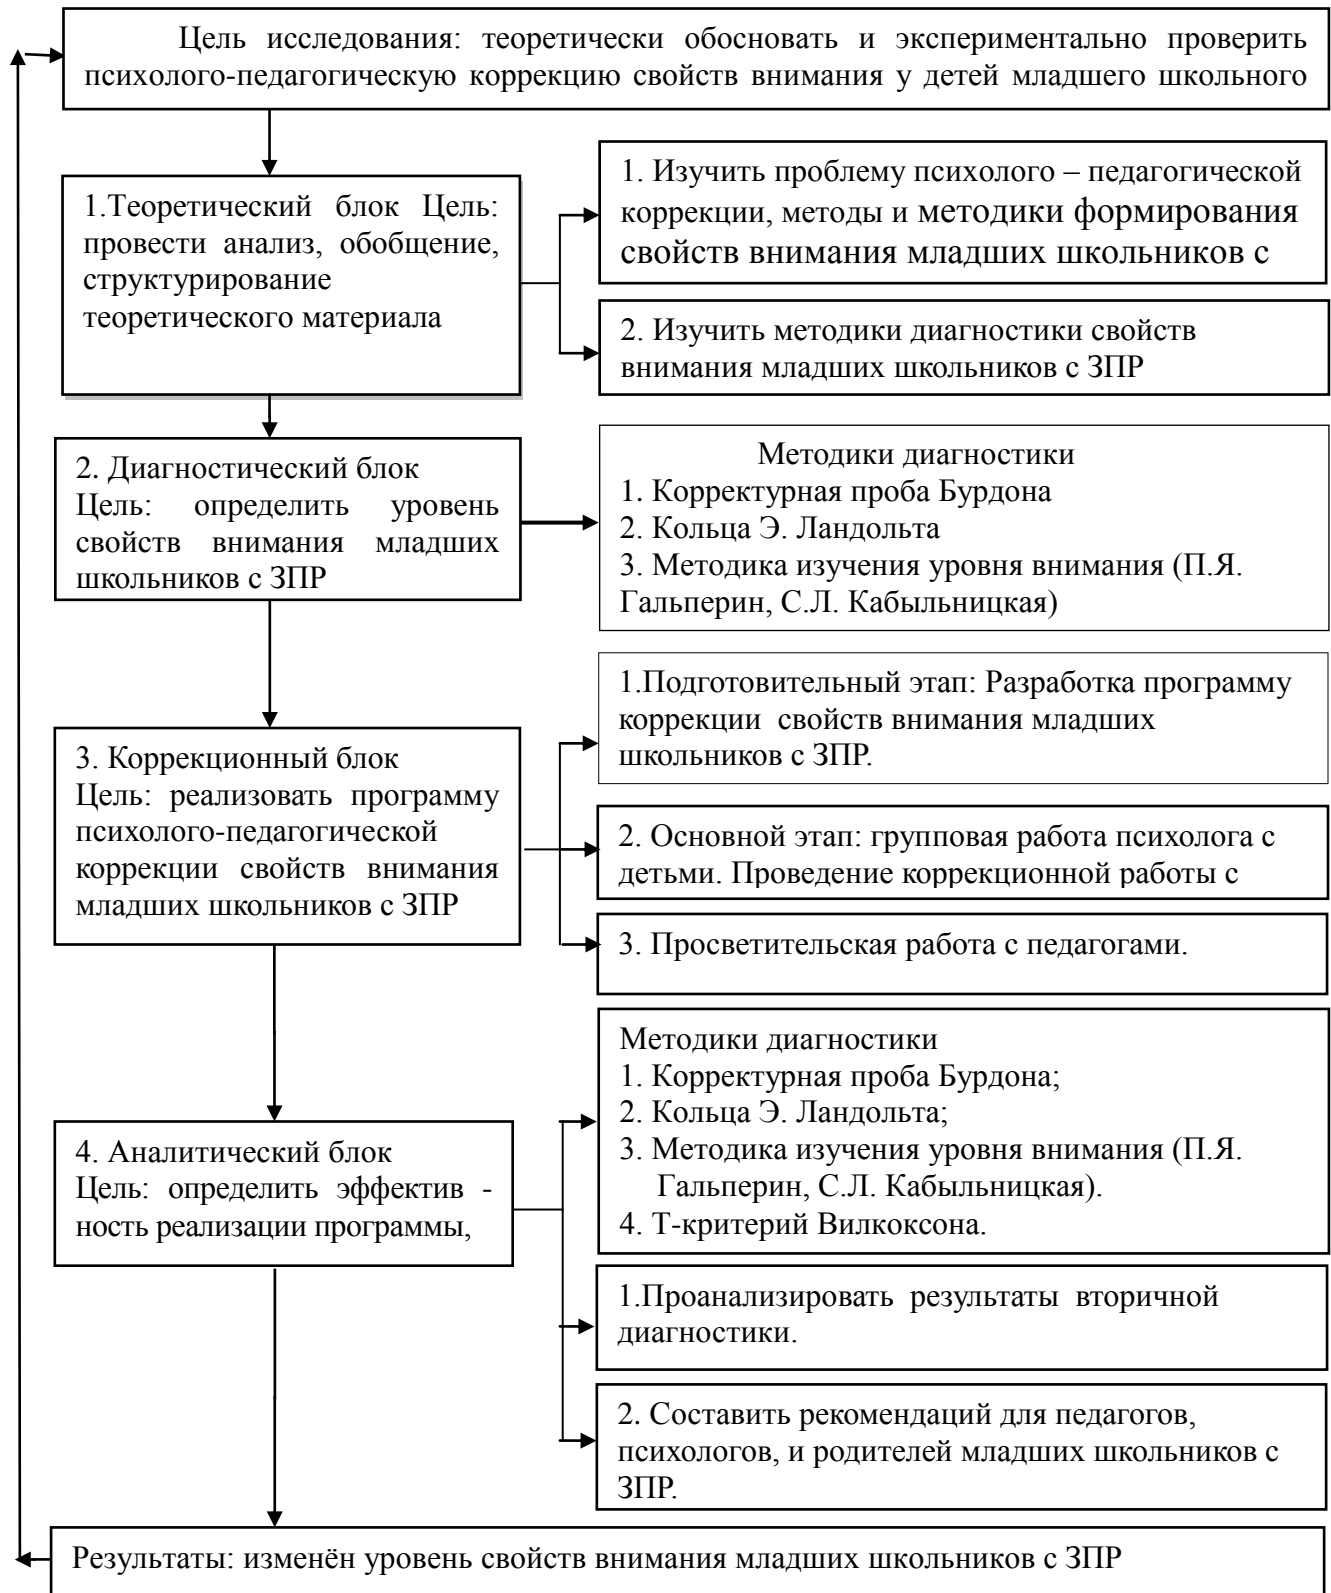 Цель исследования: теоретически обосновать и экспериментально проверить
психолого-педагогическую коррекцию свойств внимания у детей младшего школьного
1.Теоретический блок Цель:
провести анализ, обобщение,
структурирование
теоретического материала
1. Изучить проблему психолого – педагогической
коррекции, методы и методики формирования
свойств внимания младших школьников с
2. Изучить методики диагностики свойств
внимания младших школьников с ЗПР
2. Диагностический блок
Цель: определить уровень
свойств внимания младших
школьников с ЗПР
Методики диагностики
1. Корректурная проба Бурдона
2. Кольца Э. Ландольта
3. Методика изучения уровня внимания (П.Я.
Гальперин, С.Л. Кабыльницкая)
3. Коррекционный блок
Цель: реализовать программу
психолого-педагогической
коррекции свойств внимания
младших школьников с ЗПР
1.Подготовительный этап: Разработка программу
коррекции свойств внимания младших
школьников с ЗПР.
2. Основной этап: групповая работа психолога с
детьми. Проведение коррекционной работы с
3. Просветительская работа с педагогами.
4. Аналитический блок
Цель: определить эффектив -
ность реализации программы,
Методики диагностики
1. Корректурная проба Бурдона;
2. Кольца Э. Ландольта;
3. Методика изучения уровня внимания (П.Я.
Гальперин, С.Л. Кабыльницкая).
4. Т-критерий Вилкоксона.
1.Проанализировать результаты вторичной
диагностики.
2. Составить рекомендаций для педагогов,
психологов, и родителей младших школьников с
ЗПР.
Результаты: изменён уровень свойств внимания младших школьников с ЗПР